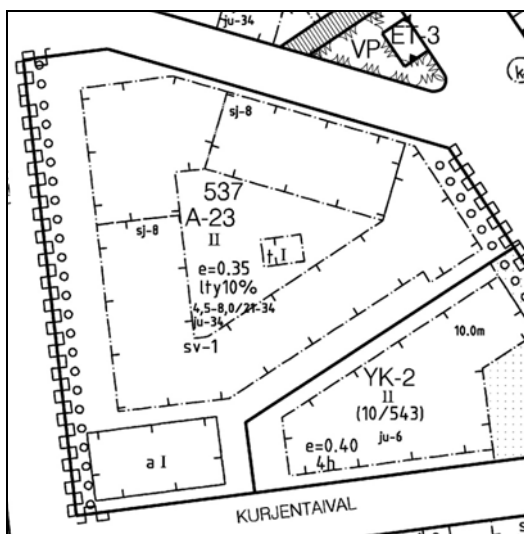 ju-34
VP
ET-3
k
sj-8
537
A-23
II
sj-8
t,I
e=0.35
lty10%
4,5-8,0/21-34
ju-34
sv-1
10.0m
YK-2
II
(10/543)
ju-6
e=0.40
4h
a I
KURJENTAIVAL
s